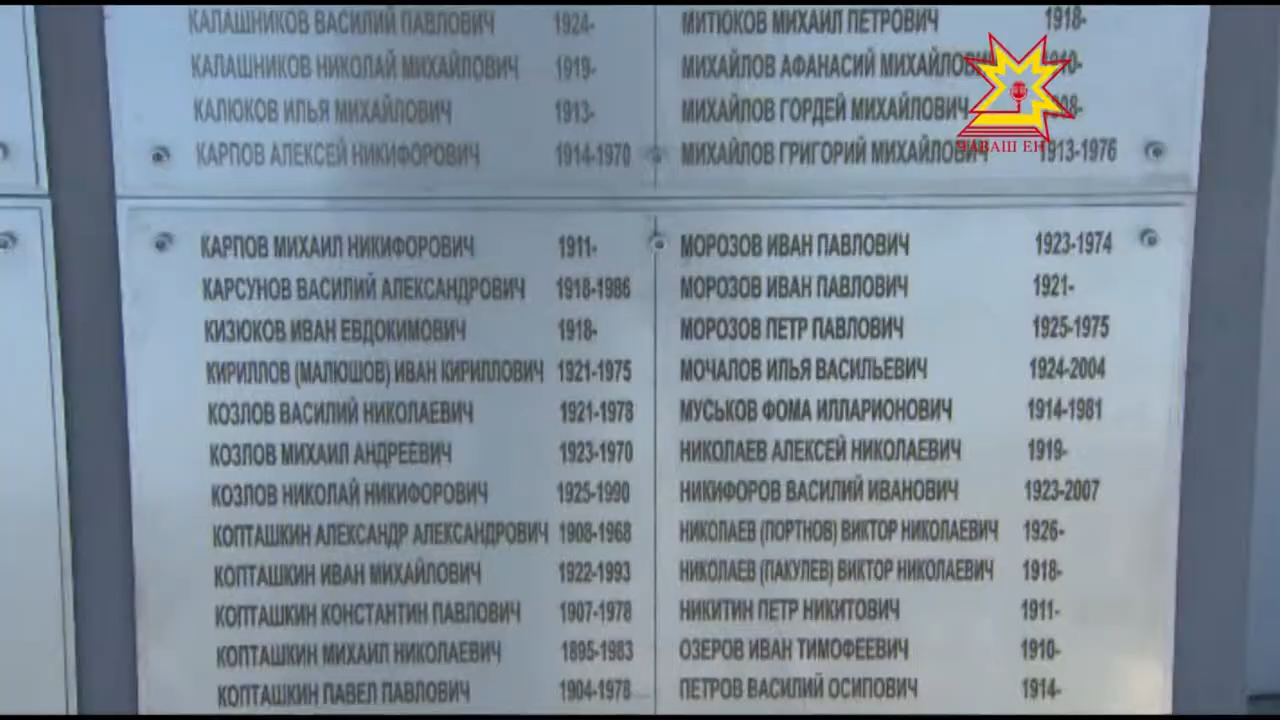 КАЛАШНИКОВ ВАСИЛИЙ ПАВЛОВИЧ 1924-
КАЛАШНИКОВ НИКОЛАЙ МИХАЙЛОВИЧ 1919-
КАЛЮКОВ ИЛЬЯ МИХАЙЛОВИЧ 1913-
КАРПОВ АЛЕКСЕЙ НИКИФОРОВИЧ 1914-1970
КАРПОВ МИХАИЛ НИКИФОРОВИЧ 1911-
КАРСУНОВ ВАСИЛИЙ АЛЕКСАНДРОВИЧ 1918-1986
КИЗЮКОВ ИВАН ЕВДОКИМОВИЧ 1918-
КИРИЛЛОВ (МАЛЮШОВ) ИВАН КИРИЛЛОВИЧ 1921-1975
КОЗЛОВ ВАСИЛИЙ НИКОЛАЕВИЧ 1921-1978
КОЗЛОВ МИХАИЛ АНДРЕЕВИЧ 1923-1970
КОЗЛОВ НИКОЛАЙ НИКИФОРОВИЧ 1925-1990
КОПТАШКИН АЛЕКСАНДР АЛЕКСАНДРОВИЧ 1908-1968
КОПТАШКИН ИВАН МИХАЙЛОВИЧ 1922-1993
КОПТАШКИН КОНСТАНТИН ПАВЛОВИЧ 1907-1978
КОПТАШКИН МИХАИЛ НИКОЛАЕВИЧ 1895-1983
КОПТАШКИН ПАВЕЛ ПАВЛОВИЧ 1904-1978
МИТЮКОВ МИХАИЛ ПЕТРОВИЧ 1918-
МИХАЙЛОВ АФАНАСИЙ
МИХАЙЛОВ ГОРДЕЙ МИХАЙЛОВИЧ
МИХАЙЛОВ ГРИГОРИЙ МИХАЙЛОВИЧ 1913-1976
МОРОЗОВ ИВАН ПАВЛОВИЧ 1923-1974
МОРОЗОВ ИВАН ПАВЛОВИЧ 1921-
МОРОЗОВ ПЕТР ПАВЛОВИЧ 1925-1975
МОЧАЛОВ ИЛЬЯ ВАСИЛЬЕВИЧ 1924-2004
МУСЬКОВ ФОМА ИЛЛАРИОНОВИЧ 1914-1981
НИКОЛАЕВ АЛЕКСЕЙ НИКОЛАЕВИЧ 1919-
НИКИФОРОВ ВАСИЛИЙ ИВАНОВИЧ 1923-2007
НИКОЛАЕВ (ПОРТНОВ) ВИКТОР НИКОЛАЕВИЧ 1926-
НИКОЛАЕВ (ПАКУЛЕВ) ВИКТОР НИКОЛАЕВИЧ 1918-
НИКИТИН ПЕТР НИКИТОВИЧ 1911-
ОЗЕРОВ ИВАН ТИМОФЕЕВИЧ 1910-
ПЕТРОВ ВАСИЛИЙ ОСИПОВИЧ 1914-
ЧӐВАШ ЕН